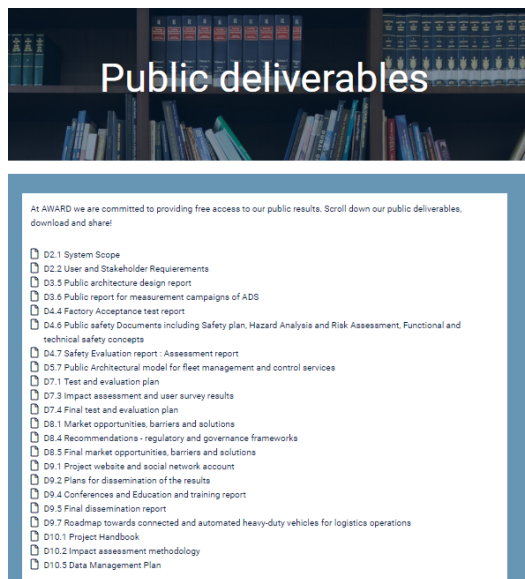 Public deliverables
At AWARD we are committed to providing free access to our public results. Scroll down our public deliverables,
download and share!
D2.1 System Scope
D2.2 User and Stakeholder Requierements
D3.5 Public architecture design report
D3.6 Public report for measurement campaigns of ADS
D4.4 Factory Acceptance test report
D4.6 Public safety Documents including Safety plan, Hazard Analysis and Risk Assessment, Functional and
technical safety concepts
D4.7 Safety Evaluation report : Assessment report
D5.7 Public Architectural model for fleet management and control services
D7.1 Test and evaluation plan
D7.3 Impact assessment and user survey results
D7.4 Final test and evaluation plan
D8.1 Market opportunities, barriers and solutions
D8.4 Recommendations - regulatory and governance frameworks
D8.5 Final market opportunities, barriers and solutions
D9.1 Project website and social network account
D9.2 Plans for dissemination of the results
D9.4 Conferences and Education and training report
D9.5 Final dissemination report
D9.7 Roadmap towards connected and automated heavy-duty vehicles for logistics operations
D10.1 Project Handbook
D10.2 Impact assessment methodology
D10.5 Data Management Plan